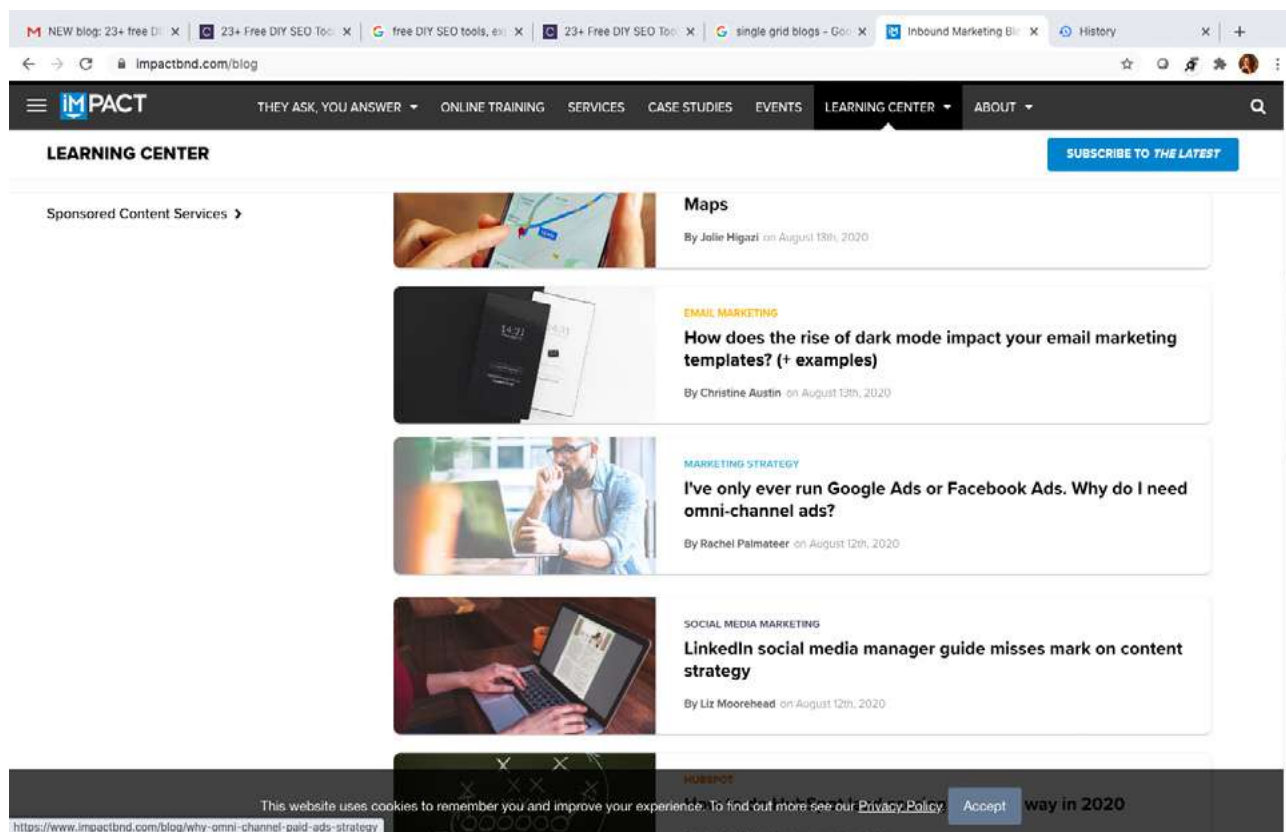 NEW blog: 23+ free D
23+ Free DIY SEO Too
free DIY SEO tools, ex
23+ Free DIY SEO Too
single grid blogs - Goo
Inbound Marketing Blo
History
impactbnd.com/blog
iMPACT
THEY ASK, YOU ANSWER
ONLINE TRAINING
SERVICES
CASE STUDIES
EVENTS
LEARNING CENTER
ABOUT
LEARNING CENTER
SUBSCRIBE TO THE LATEST
Sponsored Content Services
Maps
By Jolie Higazi on August 13th, 2020
14:31
EMAIL MARKETING
How does the rise of dark mode impact your email marketing
templates? (+ examples)
By Christine Austin on August 13th, 2020
MARKETING STRATEGY
I've only ever run Google Ads or Facebook Ads. Why do I need
omni-channel ads?
By Rachel Palmateer on August 12th, 2020
SOCIAL MEDIA MARKETING
LinkedIn social media manager guide misses mark on content
strategy
By Liz Moorehead on August 12th, 2020
HUBSPOT
way in 2020
This website uses cookies to remember you and improve your experience. To find out more see our Privacy Policy.
Accept
https://www.impactbnd.com/blog/why-omni-channel-paid-ads-strategy